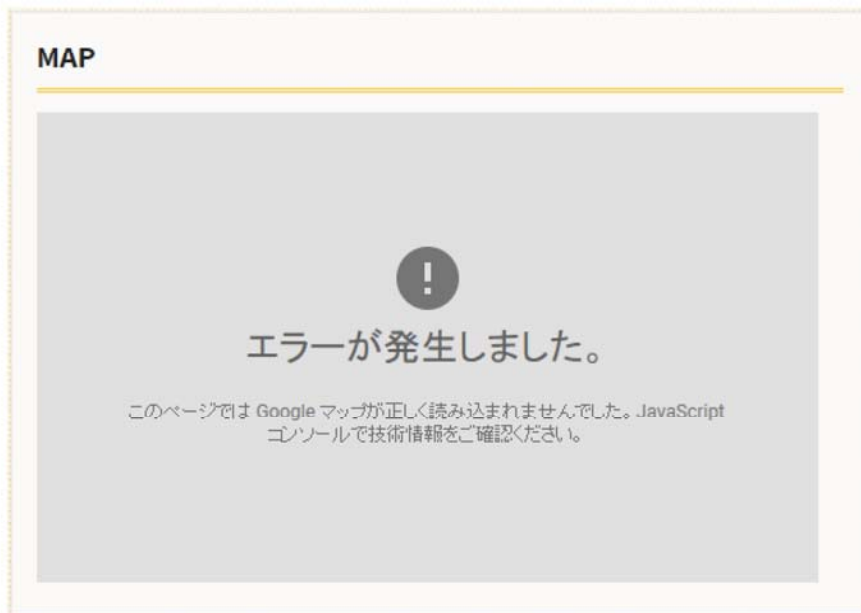 MAP
エラーが発生しました。
このページでは Google マップが正しく読み込まれませんでした。JavaScript
コンソールで技術情報をご確認ください。